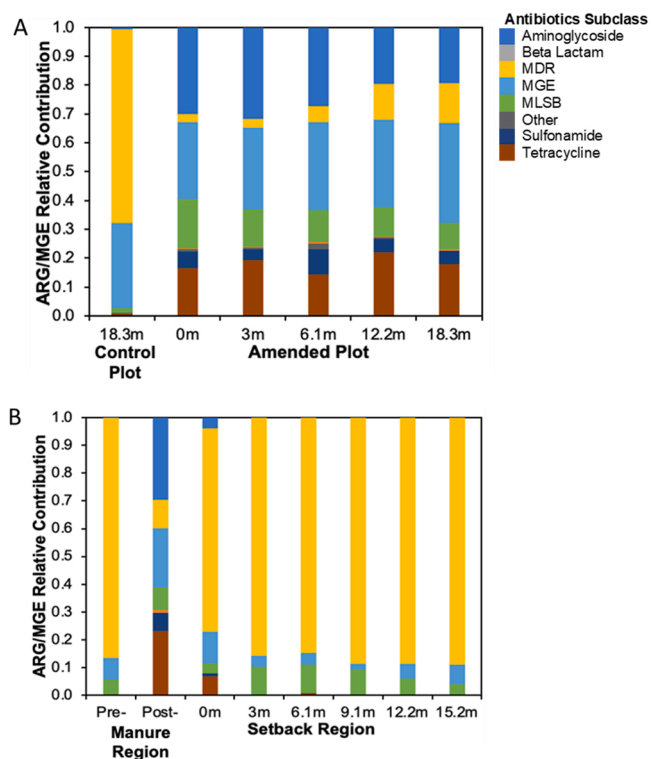 A
ARG/MGE Relative Contribution
1.0
0.9
0.8
0.7
0.6
0.5
0.4
0.3
0.2
0.1
0.0
18.3m 0m 3m 6.1m 12.2m 18.3m
Control Plot Amended Plot
Antibiotics Subclass
Aminoglycoside
Beta Lactam
MDR
MGE
MLSB
Other
Sulfonamide
Tetracycline
B
ARG/MGE Relative Contribution
1.0
0.9
0.8
0.7
0.6
0.5
0.4
0.3
0.2
0.1
0.0
Pre- Post- 0m 3m 6.1m 9.1m 12.2m 15.2m
Manure Region Setback Region